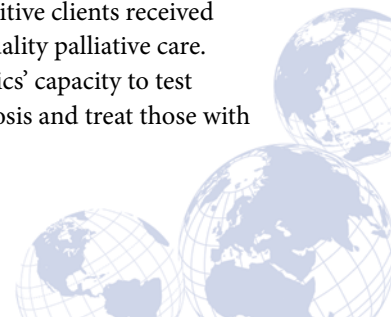 itive clients received
uality palliative care.
ics’ capacity to test
osis and treat those with